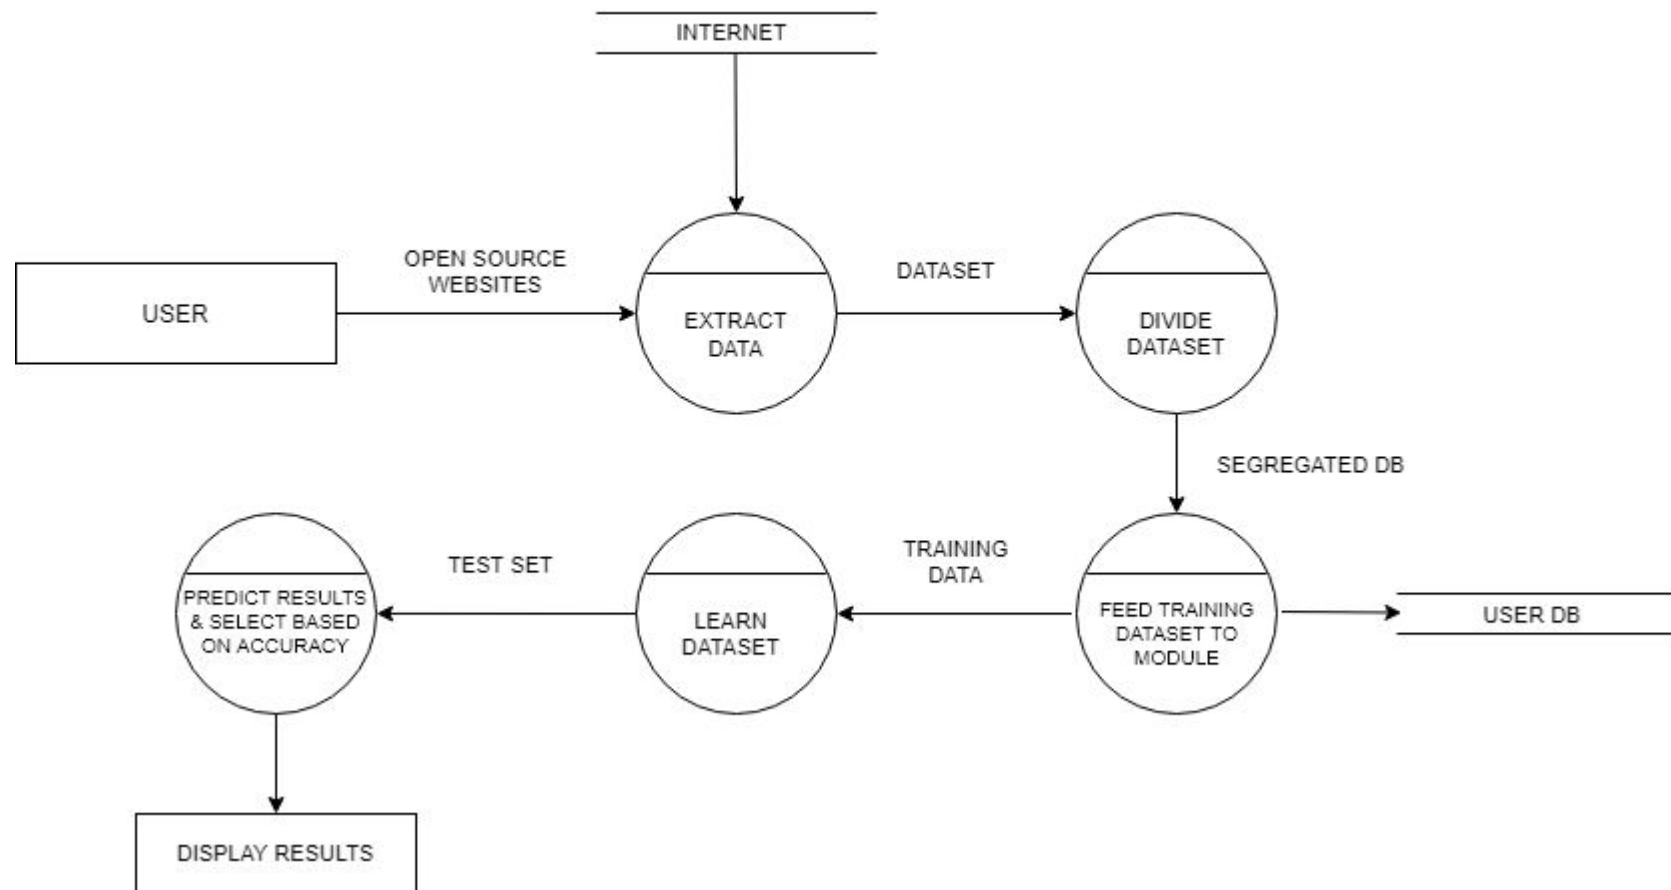 INTERNET
OPEN SOURCE
WEBSITES
DATASET
USER
EXTRACT
DATA
DIVIDE
DATASET
SEGREGATED DB
TRAINING
DATA
TEST SET
PREDICT RESULTS
& SELECT BASED
ON ACCURACY
LEARN
DATASET
FEED TRAINING
DATASET TO
MODULE
USER DB
DISPLAY RESULTS